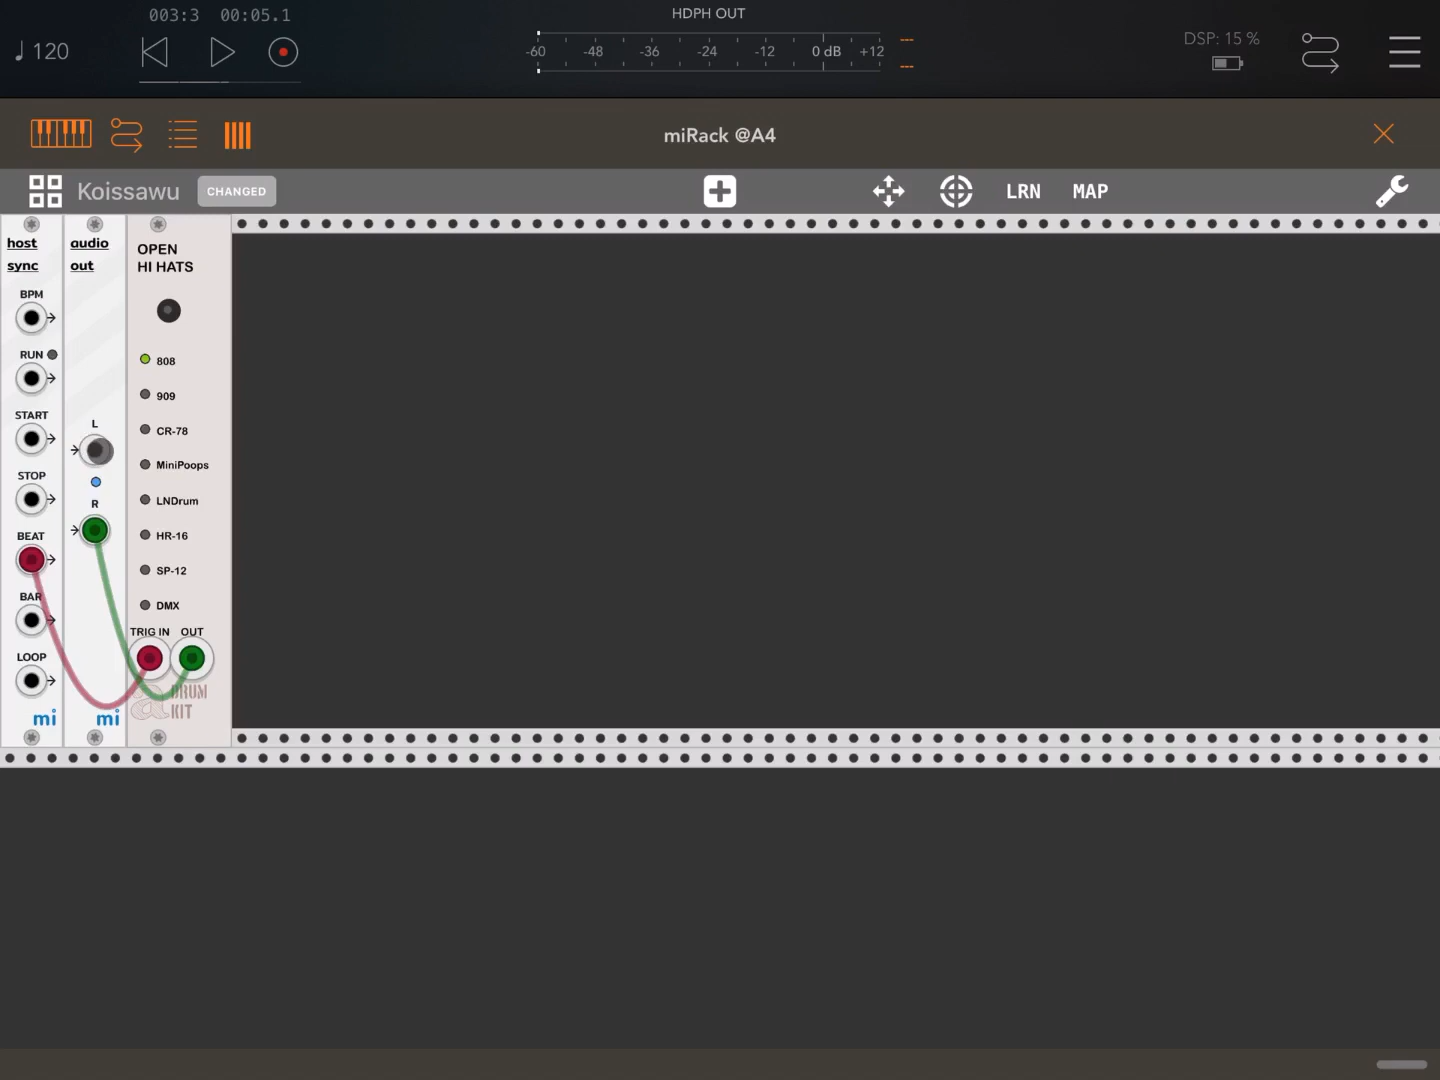 003:3 00:05.1
HDPH OUT
120
-60 -48 -36 -24 -12 0 dB +12
---
---
DSP: 15 %
miRack @A4
Koissawu CHANGED
LRN MAP
host
sync
BPM
RUN
START
STOP
BEAT
BAR
LOOP
mi
audio
out
L
R
mi
OPEN
HI HATS
808
909
CR-78
MiniPoops
LNDrum
HR-16
SP-12
DMX
TRIG IN OUT
a DRUM
KIT